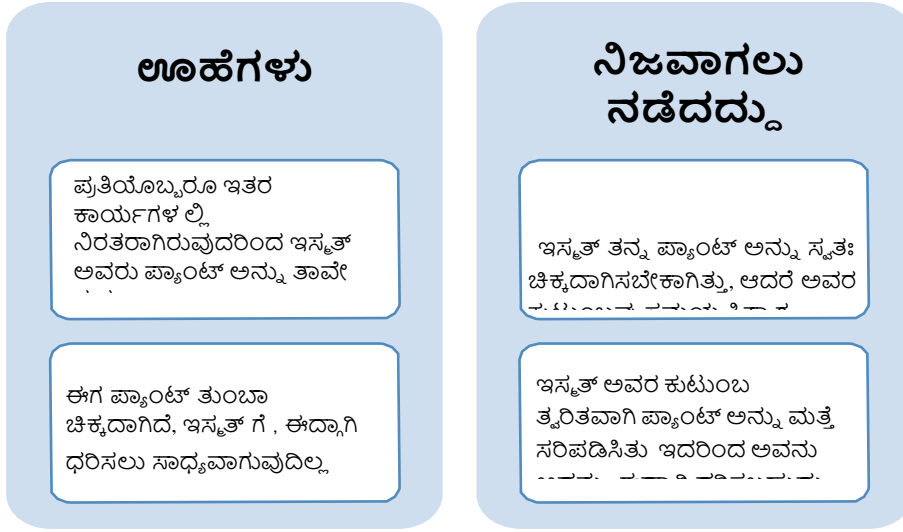 ಊಹೆಗಳು
ಪ್ರತಿಯೊಬ್ಬರೂ ಇತರ
ಕಾರ್ಯಗಳ ಲ್ಲಿ
ನಿರತರಾಗಿರುವುದರಿಂದ ಇಸ್ಮತ್
ಅವರು ಪ್ಯಾಂಟ್ ಅನ್ನು ತಾವೇ
ಈಗ ಪ್ಯಾಂಟ್ ತುಂಬಾ
ಚಿಕ್ಕದಾಗಿದೆ, ಇಸ್ಮತ್ ಗೆ , ಈದ್ಗಾಗಿ
ಧರಿಸಲು ಸಾಧ್ಯವಾಗುವುದಿಲ್ಲ
ನಿಜವಾಗಲು
ನಡೆದದ್ದು
ಇಸ್ಮತ್ ತನ್ನ ಪ್ಯಾಂಟ್ ಅನ್ನು ಸ್ವತಃ
ಚಿಕ್ಕದಾಗಿಸಬೇಕಾಗಿತ್ತು, ಆದರೆ ಅವರ
ಇಸ್ಮತ್ ಅವರ ಕುಟುಂಬ
ತ್ವರಿತವಾಗಿ ಪ್ಯಾಂಟ್ ಅನ್ನು ಮತ್ತೆ
ಸರಿಪಡಿಸಿತು ಇದರಿಂದ ಅವನು